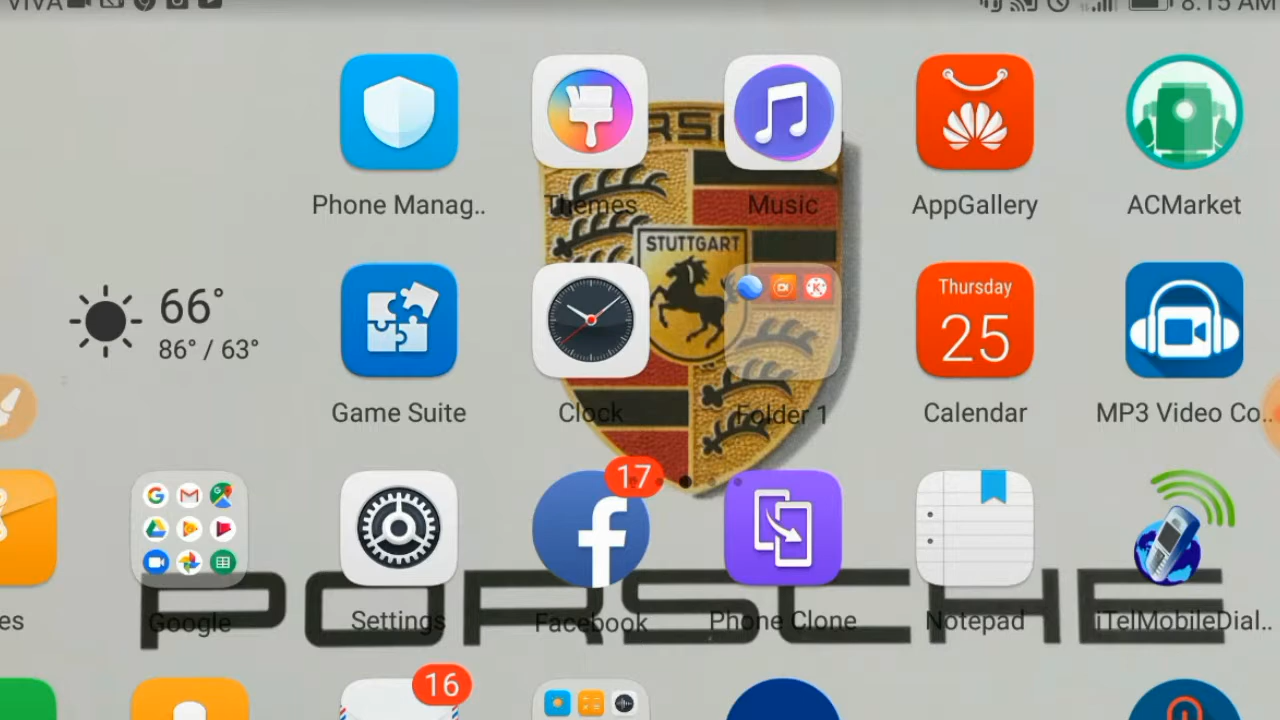 VIVA
8:15 AM
Phone Manag..
Themes
Music
AppGallery
ACMarket
STUTTGART
66°
86° / 63°
Thursday
25
Game Suite
Clock
Folder 1
Calendar
MP3 Video Co..
17
es
Google
Settings
Facebook
Phone Clone
Notepad
iTelMobileDial..
PORSCHE
16